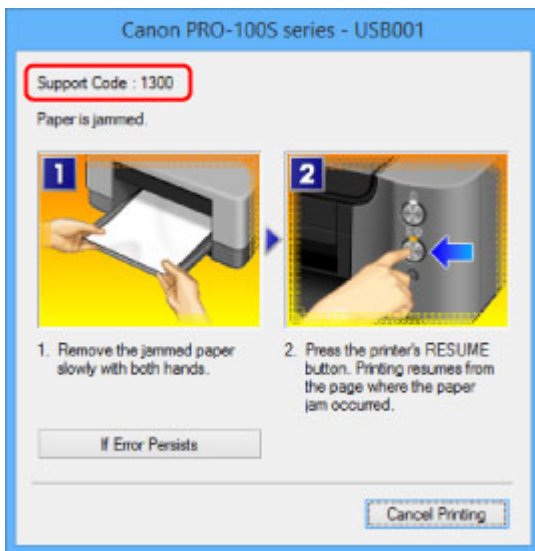 Canon PRO-100S series - USB001
Support Code : 1300
Paper is jammed.
1
2
1. Remove the jammed paper
slowly with both hands.
2. Press the printer's RESUME
button. Printing resumes from
the page where the paper
jam occurred.
If Error Persists
Cancel Printing